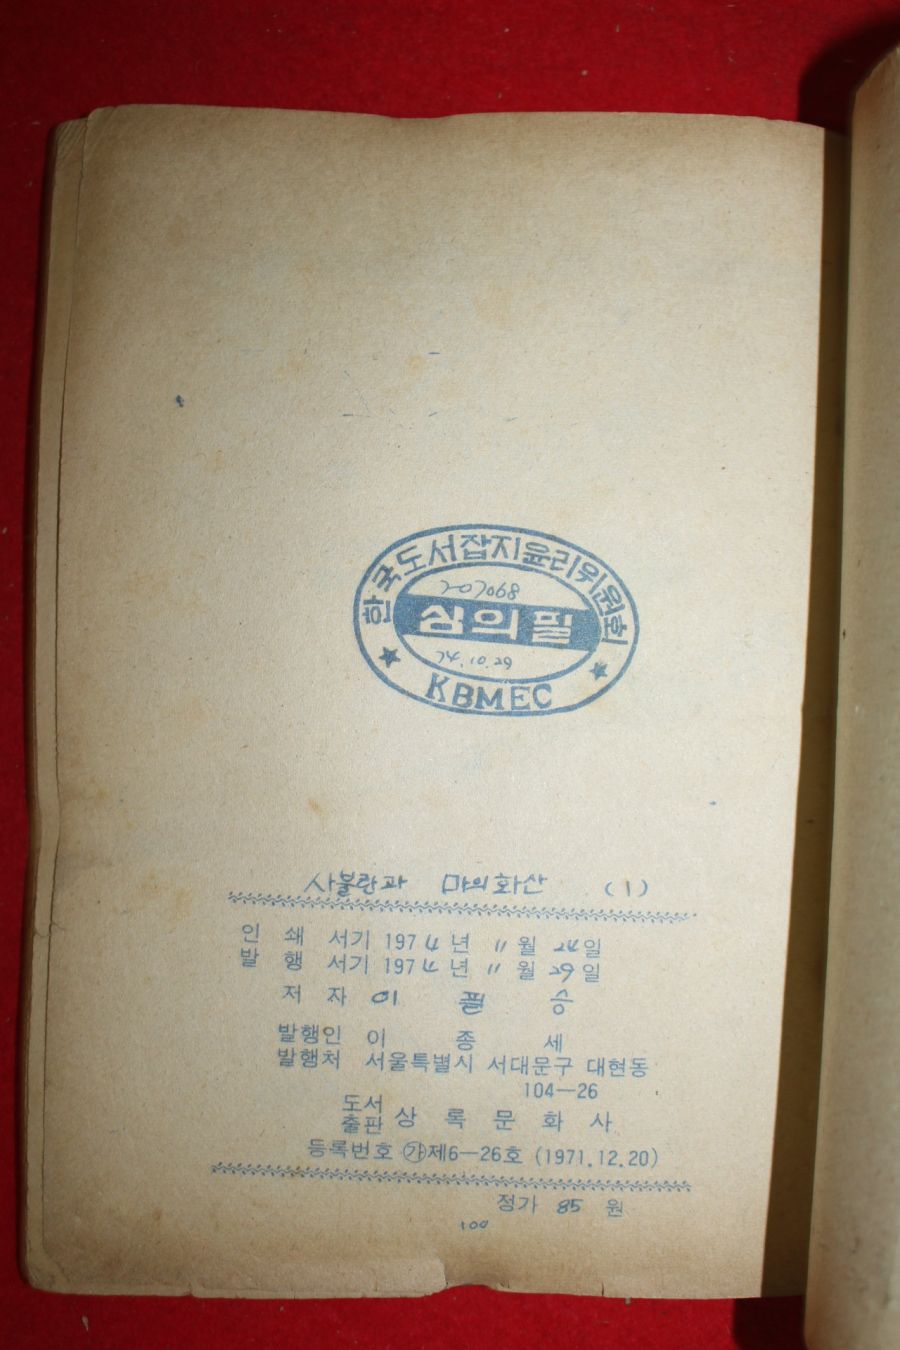 한국도서잡지윤리위원회
202068
심의필
74.10.29
★ KBMEC ★
사블란과 마의화산 (1)
인 쇄 서기 1974년 11월 24일
발 행 서기 1974년 11월 29일
저 자 이 필 승
발행인 이 종 세
발행처 서울특별시 서대문구 대현동
104—26
도서출판 상 록 문 화 사
등록번호 ㉮제6—26호 (1971.12.20)
정가 85 원
100